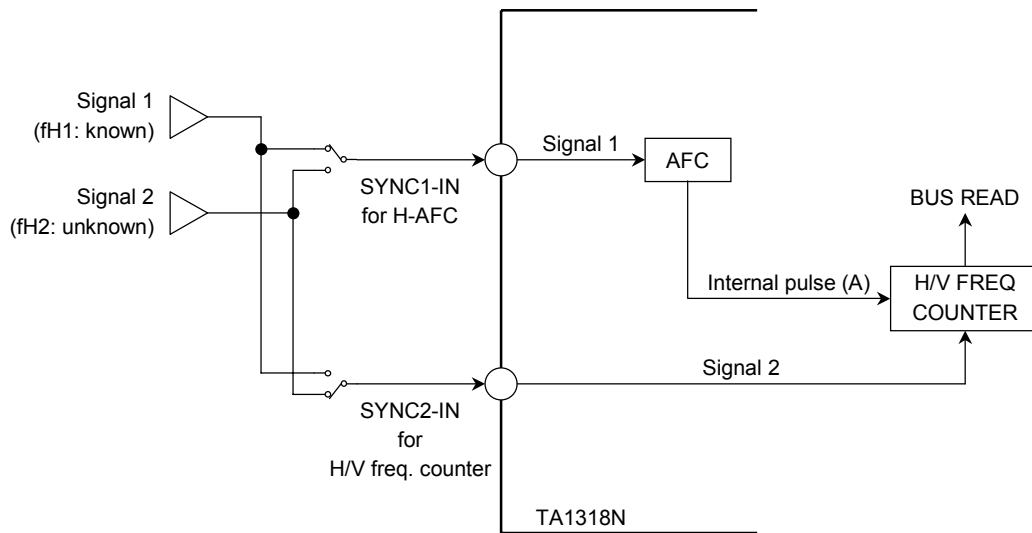 Signal 1
(fH1: known)
Signal 2
(fH2: unknown)
SYNC1-IN
for H-AFC
Signal 1
AFC
BUS READ
Internal pulse (A)
H/V FREQ
COUNTER
Signal 2
SYNC2-IN
for
H/V freq. counter
TA1318N